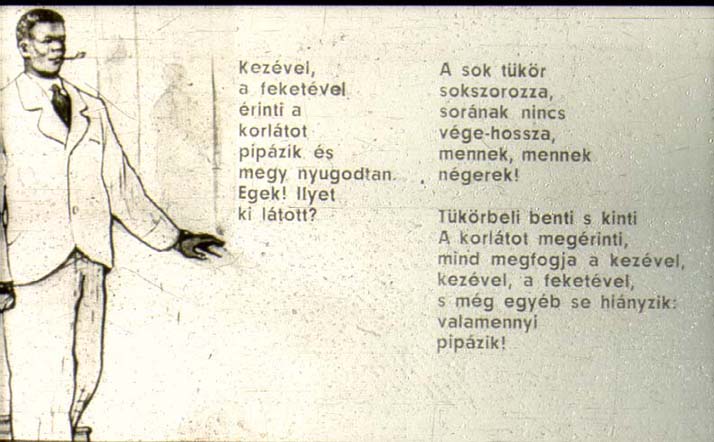 Kezével,
a feketével
érinti a
korlátot
pipázik és
megy nyugodtan.
Egek! Ilyet
ki látott?
A sok tükör
sokszorozza,
sorának nincs
vége-hossza,
mennek, mennek
négerek!
Tükörbeli benti s kinti
A korlátot megérinti,
mind megfogja a kezével,
kezével, a feketével,
s még egyéb se hiányzik:
valamennyi
pipázik!